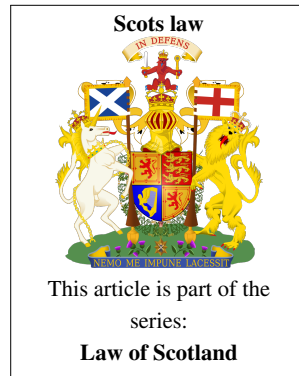 Scots law
IN DEFENS
NEMO ME IMPUNE LACESSIT
This article is part of the
series:
Law of Scotland